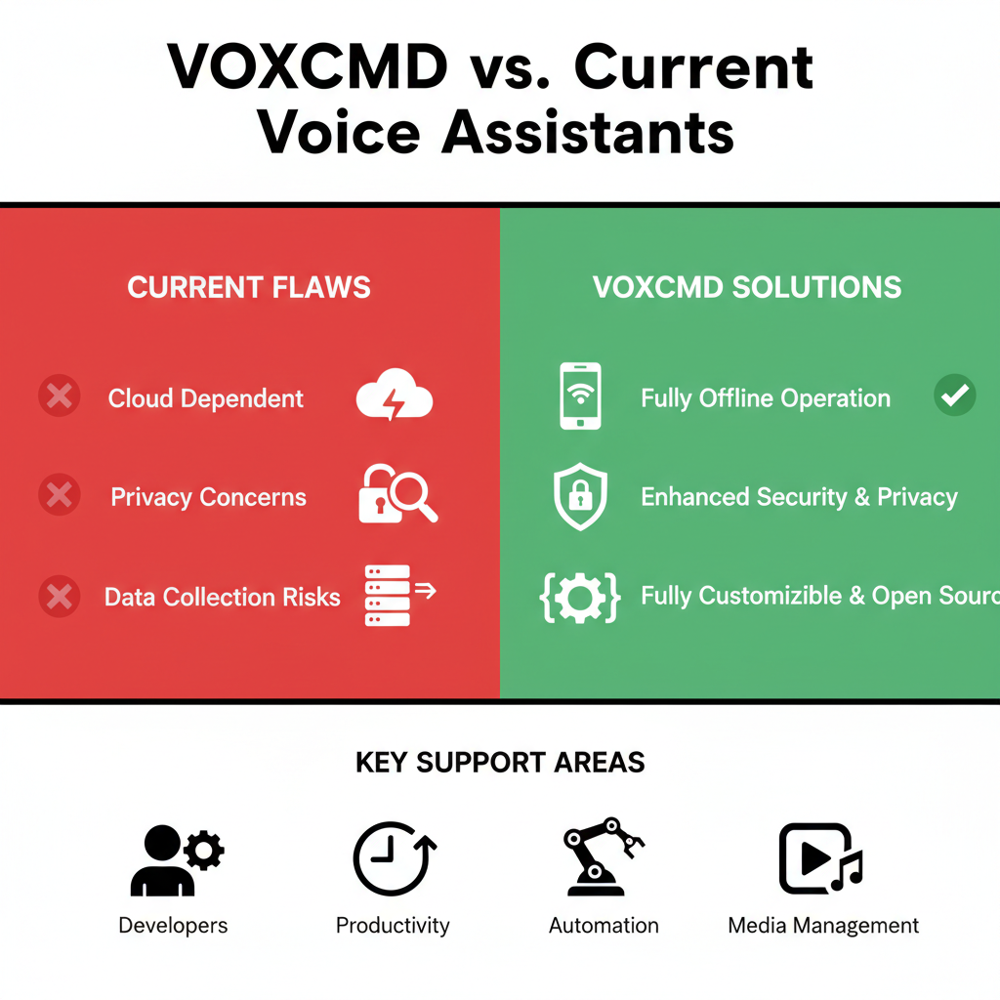 VOXCMD vs. Current
Voice Assistants
CURRENT FLAWS
Cloud Dependent
Privacy Concerns
Data Collection Risks
VOXCMD SOLUTIONS
Fully Offline Operation
Enhanced Security & Privacy
Fully Customizible & Open Sourc
KEY SUPPORT AREAS
Developers
Productivity
Automation
Media Management